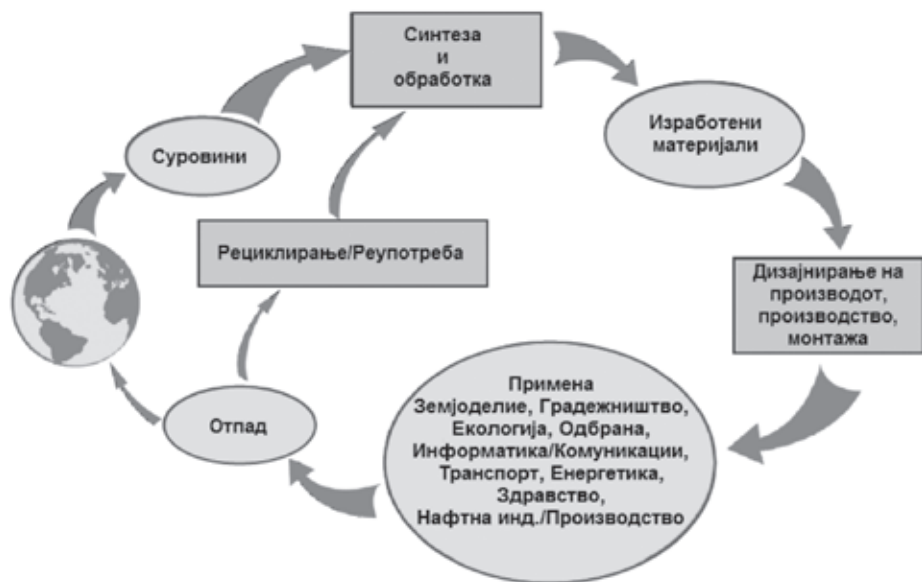 Синтеза
и
обработка
Изработени
материјали
Суровини
Рециклирање/Реупотреба
Дизајнирање на
производот,
производство,
монтажа
Примена
Земјоделие, Градежништво,
Екологија, Одбрана,
Информатика/Комуникации,
Транспорт, Енергетика,
Здравство,
Нафтна инд./Производство
Отпад